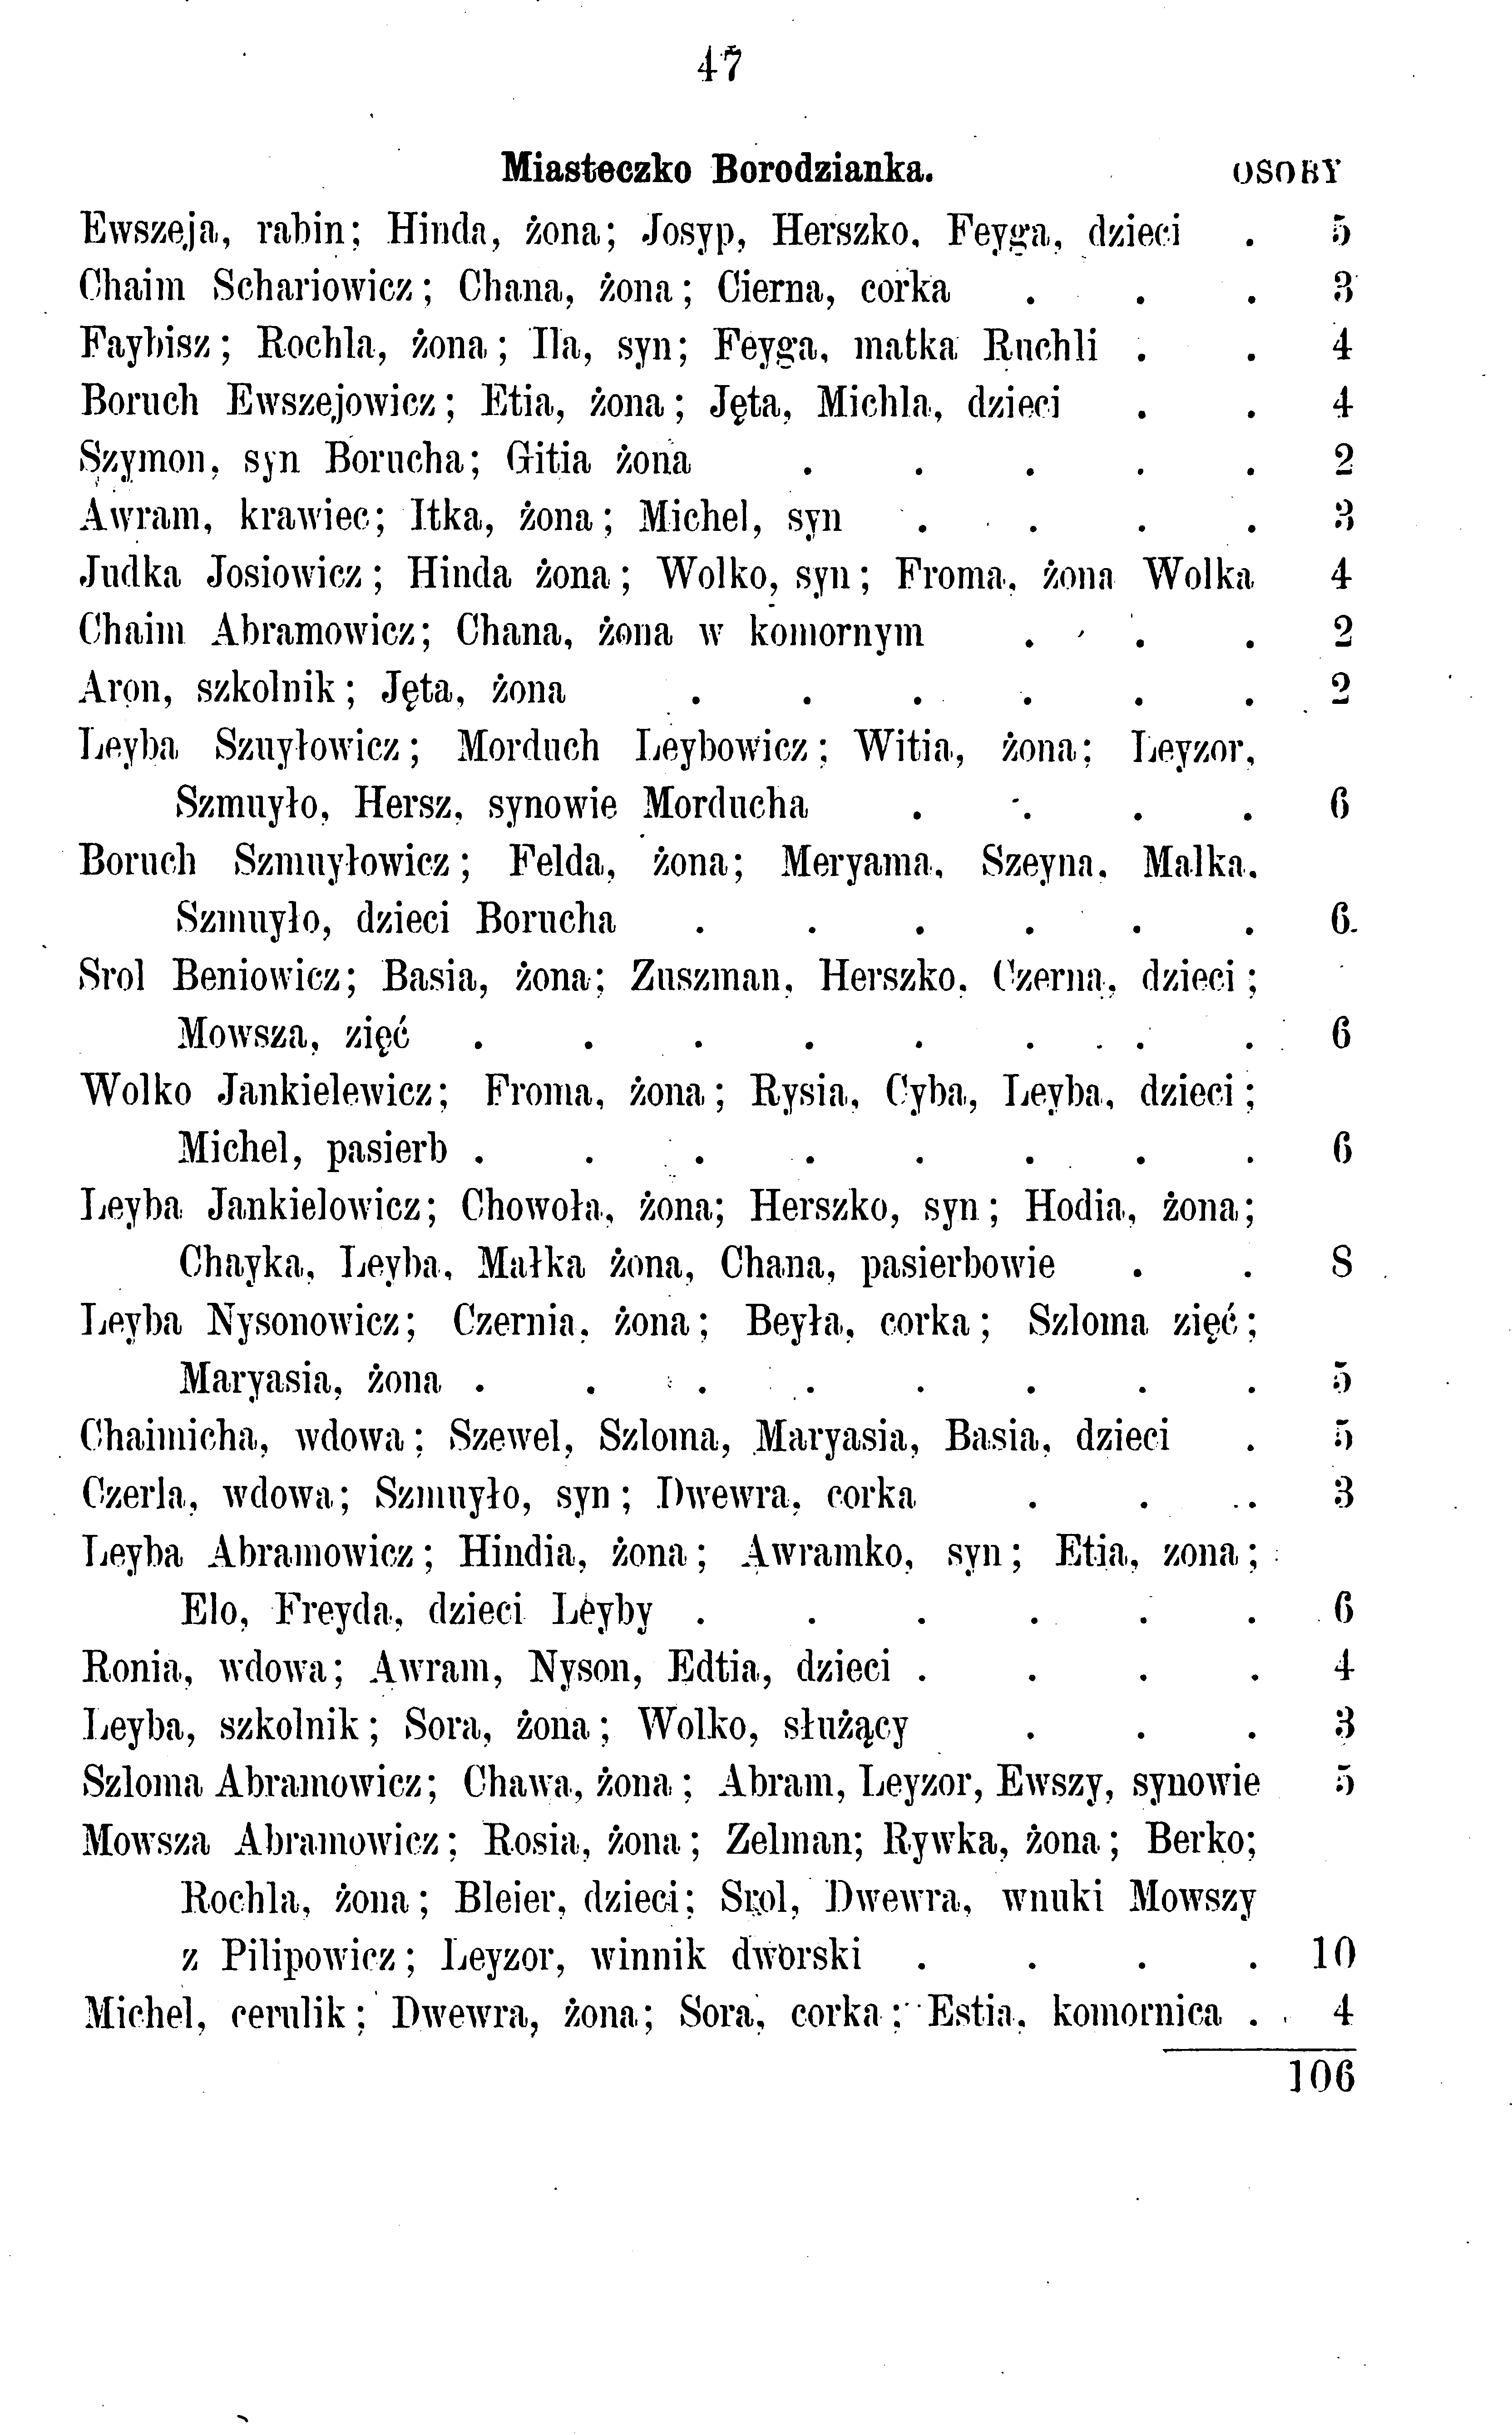 47
Miasteczko Borodzianka. OSOBY
Ewszeja, rabin; Hinda, żona; Josyp, Herszko, Feyga, dzieci . 5
Chaim Schariowicz; Chana, żona; Cierna, corka . . . 3
Faybisz; Rochla, żona; Ila, syn; Feyga, matka Ruchli . . 4
Boruch Ewszejowicz; Etia, żona; Jęta, Michla, dzieci . . 4
Szymon, syn Borucha; Gitia żona . . . . . 2
Awram, krawiec; Itka, żona; Michel, syn . . . . 3
Judka Josiowicz; Hinda żona; Wolko, syn; Froma, żona Wolka 4
Chaim Abramowicz; Chana, żona w komornym . . . 2
Aron, szkolnik; Jęta, żona . . . . . . 2
Leyba Szuyłowicz; Morduch Leybowicz; Witia, żona; Leyzor,
Szmuyło, Hersz, synowie Morducha . . . . 6
Boruch Szmuyłowicz; Felda, żona; Meryama, Szeyna, Malka,
Szmuyło, dzieci Borucha . . . . . . 6
Srol Beniowicz; Basia, żona; Zuszman, Herszko, Czerna, dzieci;
Mowsza, zięć . . . . . . . . 6
Wolko Jankielewicz; Froma, żona; Rysia, Cyba, Leyba, dzieci;
Michel, pasierb . . . . . . . . 6
Leyba Jankielowicz; Chowoła, żona; Herszko, syn; Hodia, żona;
Chayka, Leyba, Małka żona, Chana, pasierbowie . . 8
Leyba Nysonowicz; Czernia, żona; Beyła, corka; Szloma zięć;
Maryasia, żona . . . . . . . . 5
Chaimicha, wdowa; Szewel, Szloma, Maryasia, Basia, dzieci . 5
Czerla, wdowa; Szmuyło, syn; Dwewra, corka . . . 3
Leyba Abramowicz; Hindia, żona; Awramko, syn; Etia, zona;
Elo, Freyda, dzieci Leyby . . . . . . 6
Ronia, wdowa; Awram, Nyson, Edtia, dzieci . . . . 4
Leyba, szkolnik; Sora, żona; Wolko, służący . . . 3
Szloma Abramowicz; Chawa, żona; Abram, Leyzor, Ewszy, synowie 5
Mowsza Abramowicz; Rosia, żona; Zelman; Rywka, żona; Berko;
Rochla, żona; Bleier, dzieci; Srol, Dwewra, wnuki Mowszy
z Pilipowicz; Leyzor, winnik dworski . . . . 10
Michel, cerulik; Dwewra, żona; Sora, corka; Estia, komornica . 4
106